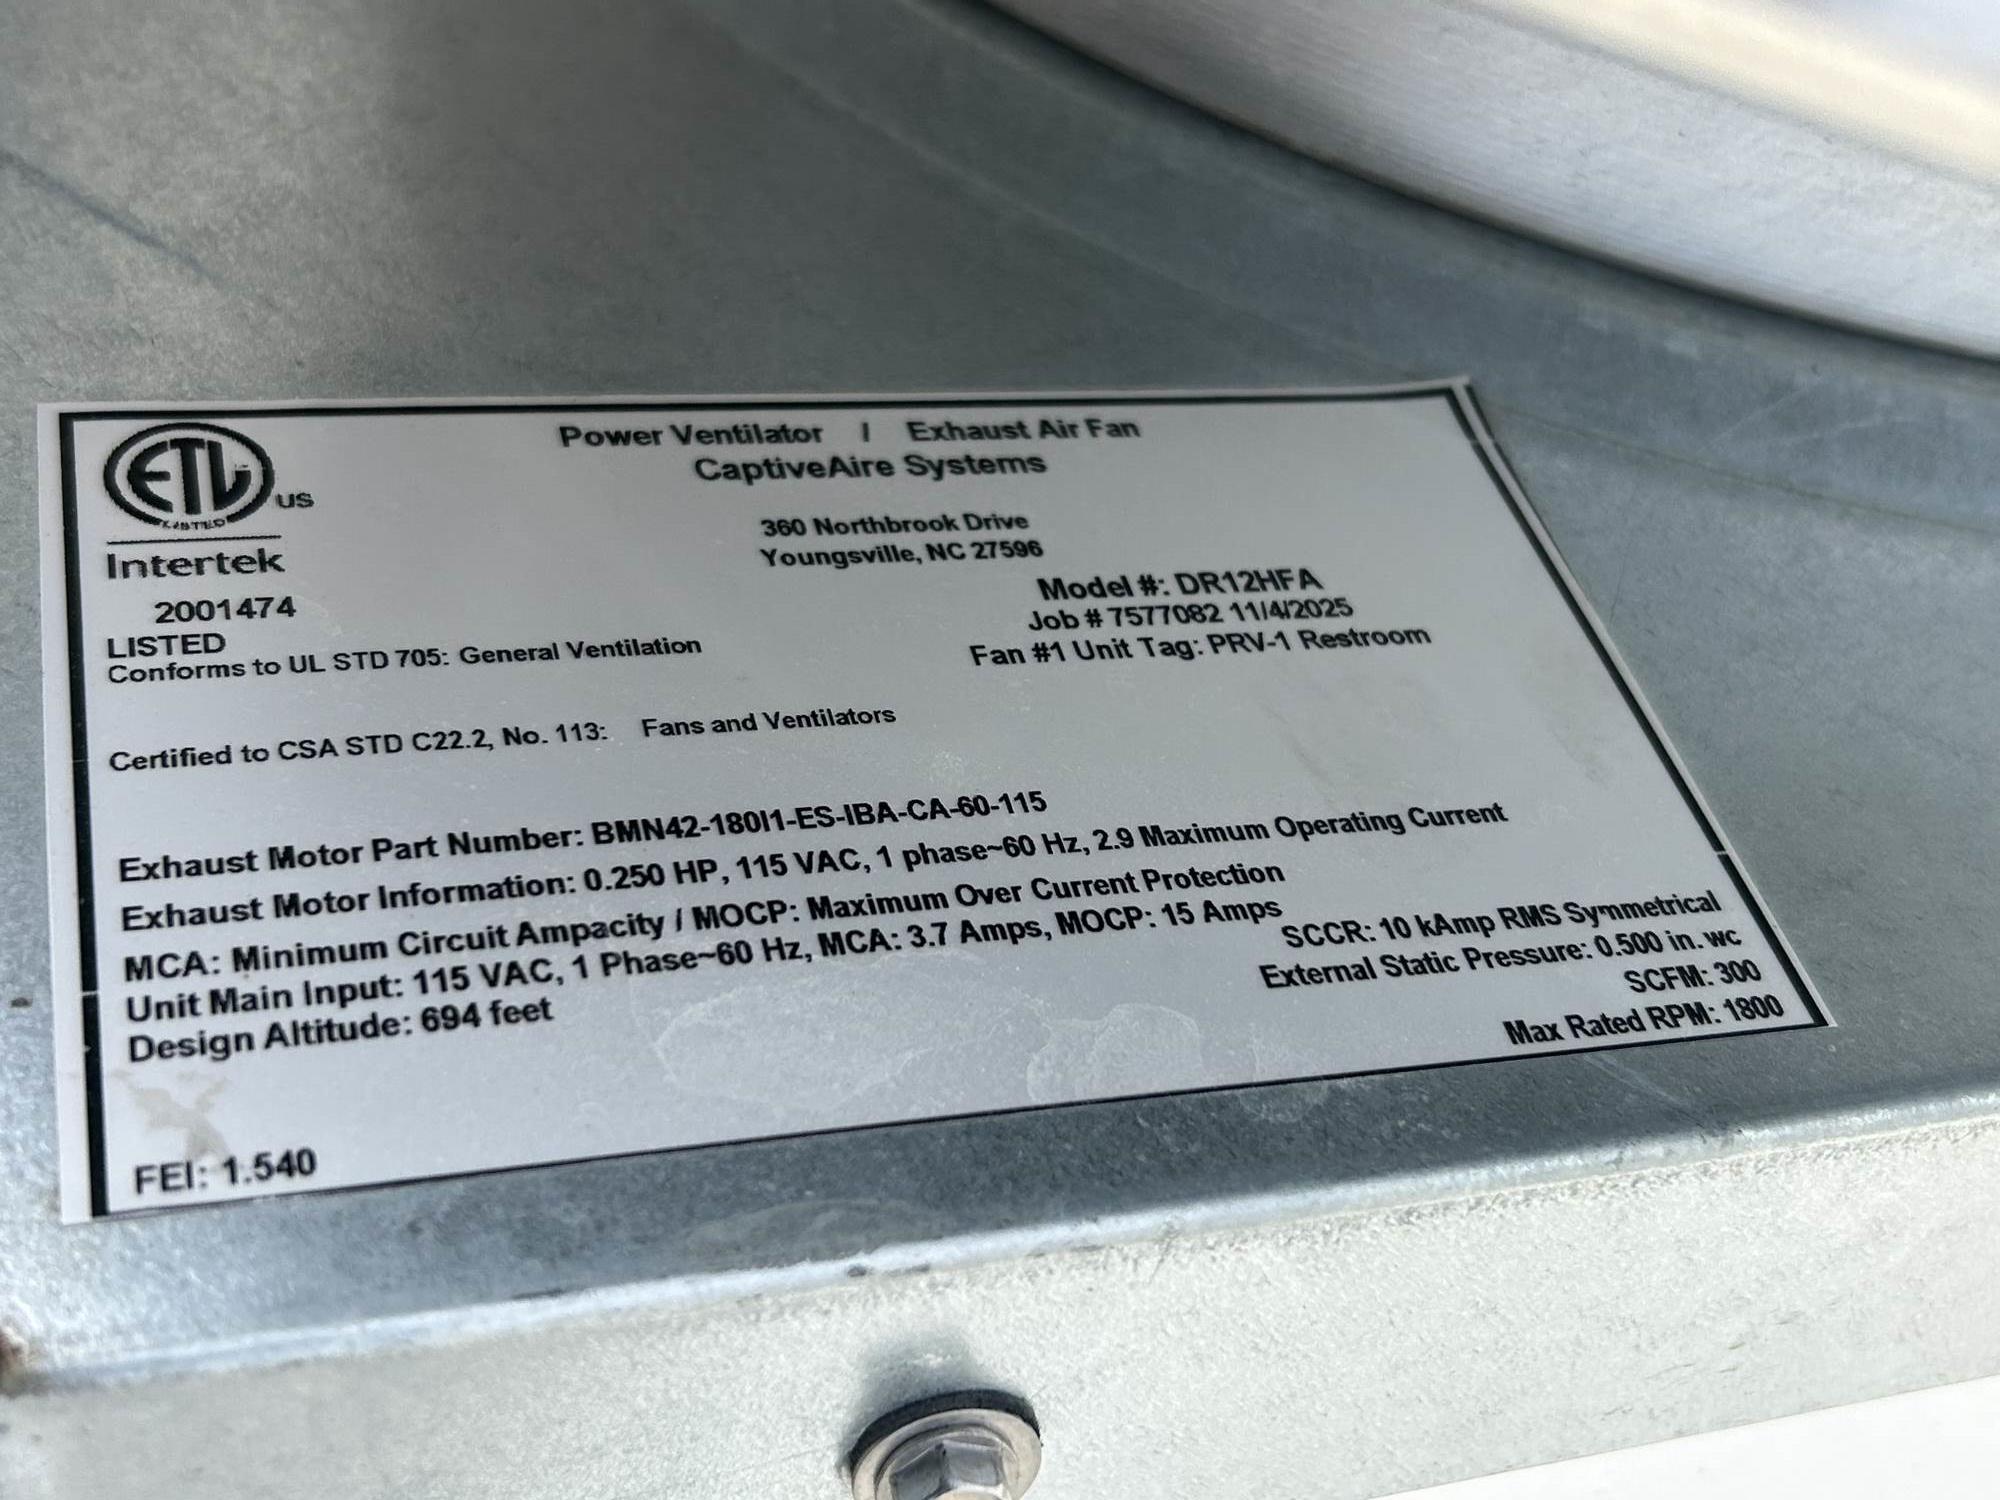 ETL
LISTED
US
Intertek
2001474
LISTED
Conforms to UL STD 705: General Ventilation
Certified to CSA STD C22.2, No. 113: Fans and Ventilators
Power Ventilator / Exhaust Air Fan
CaptiveAire Systems
360 Northbrook Drive
Youngsville, NC 27596
Model #: DR12HFA
Job # 7577082 11/4/2025
Fan #1 Unit Tag: PRV-1 Restroom
Exhaust Motor Part Number: BMN42-180I1-ES-IBA-CA-60-115
Exhaust Motor Information: 0.250 HP, 115 VAC, 1 phase~60 Hz, 2.9 Maximum Operating Current
MCA: Minimum Circuit Ampacity / MOCP: Maximum Over Current Protection
Unit Main Input: 115 VAC, 1 Phase~60 Hz, MCA: 3.7 Amps, MOCP: 15 Amps
Design Altitude: 694 feet
SCCR: 10 kAmp RMS Symmetrical
External Static Pressure: 0.500 in. wc
SCFM: 300
Max Rated RPM: 1800
FEI: 1.540